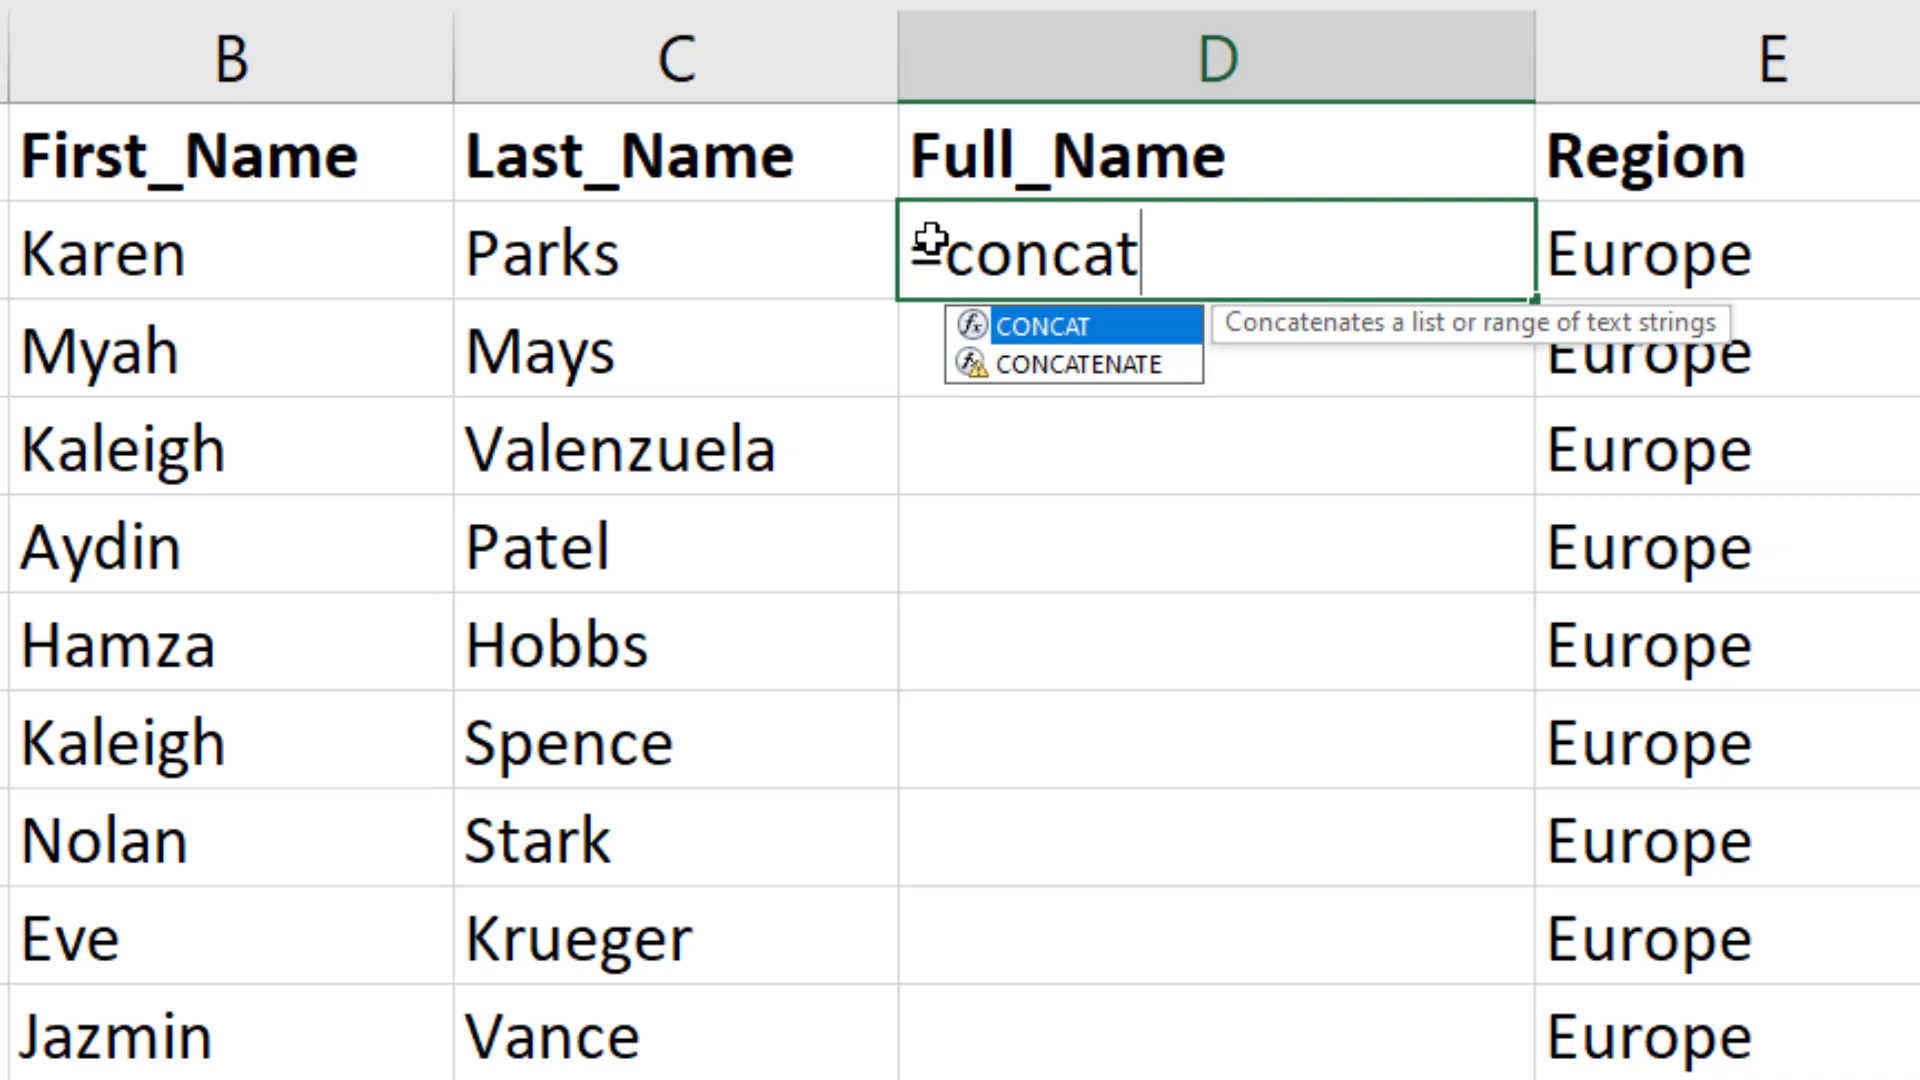 B C D E
First_Name Last_Name Full_Name Region
Karen Parks =concat Europe
fx CONCAT Concatenates a list or range of text strings
Myah Mays Europe
fx CONCATENATE
Kaleigh Valenzuela Europe
Aydin Patel Europe
Hamza Hobbs Europe
Kaleigh Spence Europe
Nolan Stark Europe
Eve Krueger Europe
Jazmin Vance Europe